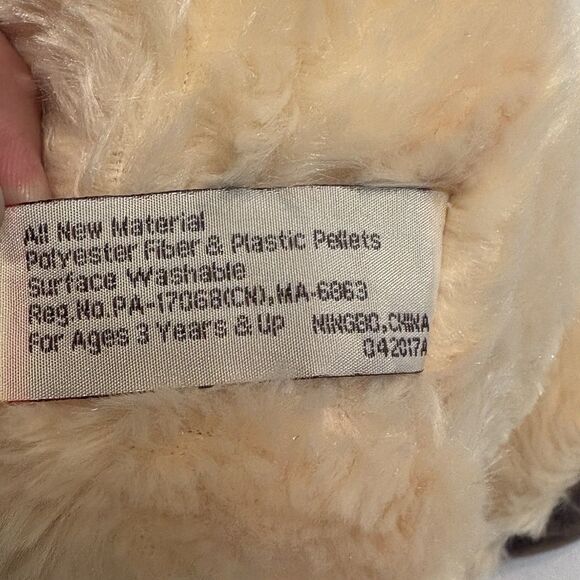 All New Material
Polyester Fiber & Plastic Pellets
Surface Washable
Reg.No.PA-17068(CN),MA-6863
For Ages 3 Years & UP NINGBO,CHINA
042017A